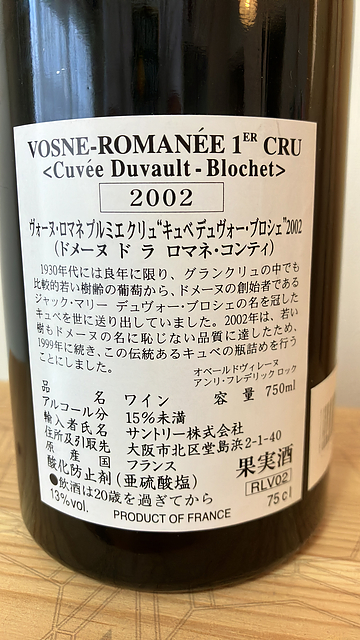 VOSNE-ROMANÉE 1ER CRU
<Cuvée Duvault - Blochet>
2002
ヴォーヌ・ロマネ プルミエ クリュ“キュベ デュヴォー・ブロシェ”2002
(ドメーヌ ド ラ ロマネ・コンティ)
1930年代には良年に限り、グランクリュの中でも
比較的若い樹齢の葡萄から、ドメーヌの創始者である
ジャック・マリー デュヴォー・ブロシェの名を冠した
キュベを世に送り出していました。2002年は、若い
樹もドメーヌの名に恥じない品質に達したため、
1999年に続き、この伝統あるキュベの瓶詰めを行う
ことにしました。
オベールドヴィレーヌ
アンリ・フレデリック ロック
品名 ワイン 容量 750ml
アルコール分 15%未満
輸入者氏名 サントリー株式会社
住所及引取先 大阪市北区堂島浜2-1-40
原産国 フランス
酸化防止剤(亜硫酸塩) 果実酒
●飲酒は20歳を過ぎてから RLV02
13%vol. PRODUCT OF FRANCE 75cl